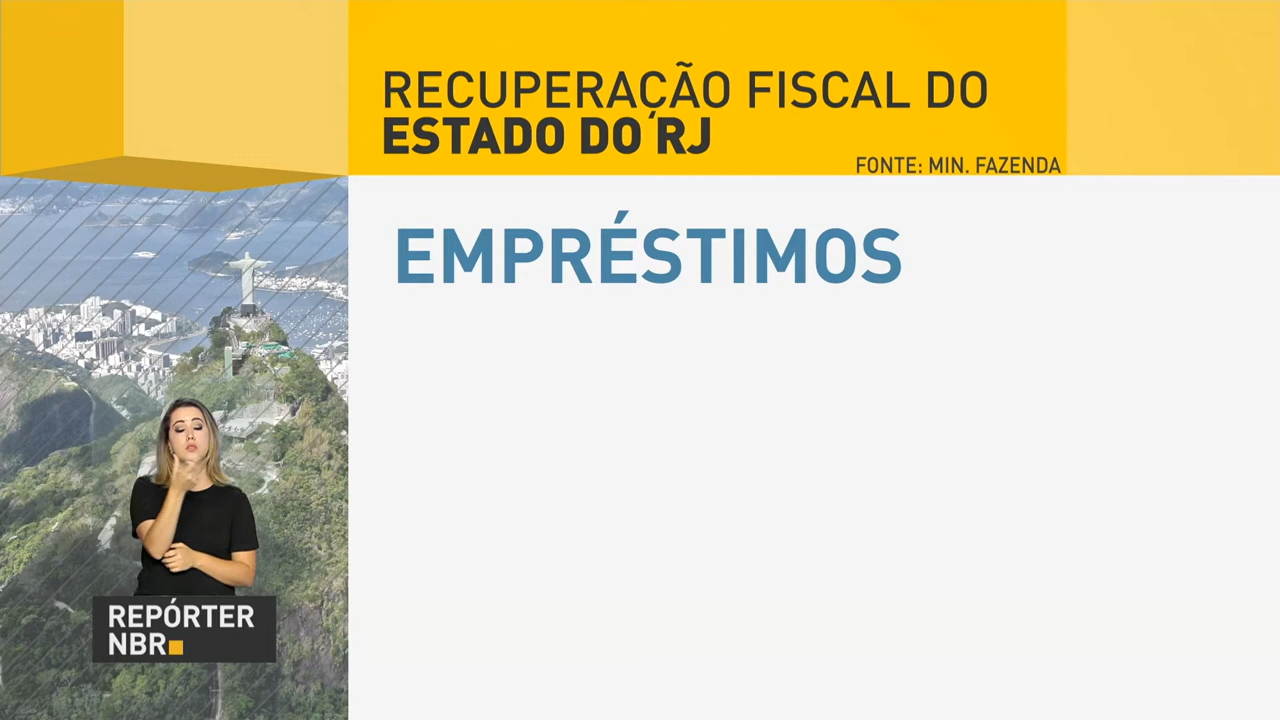 RECUPERAÇÃO FISCAL DO
ESTADO DO RJ
FONTE: MIN. FAZENDA
EMPRÉSTIMOS
REPÓRTER
NBR